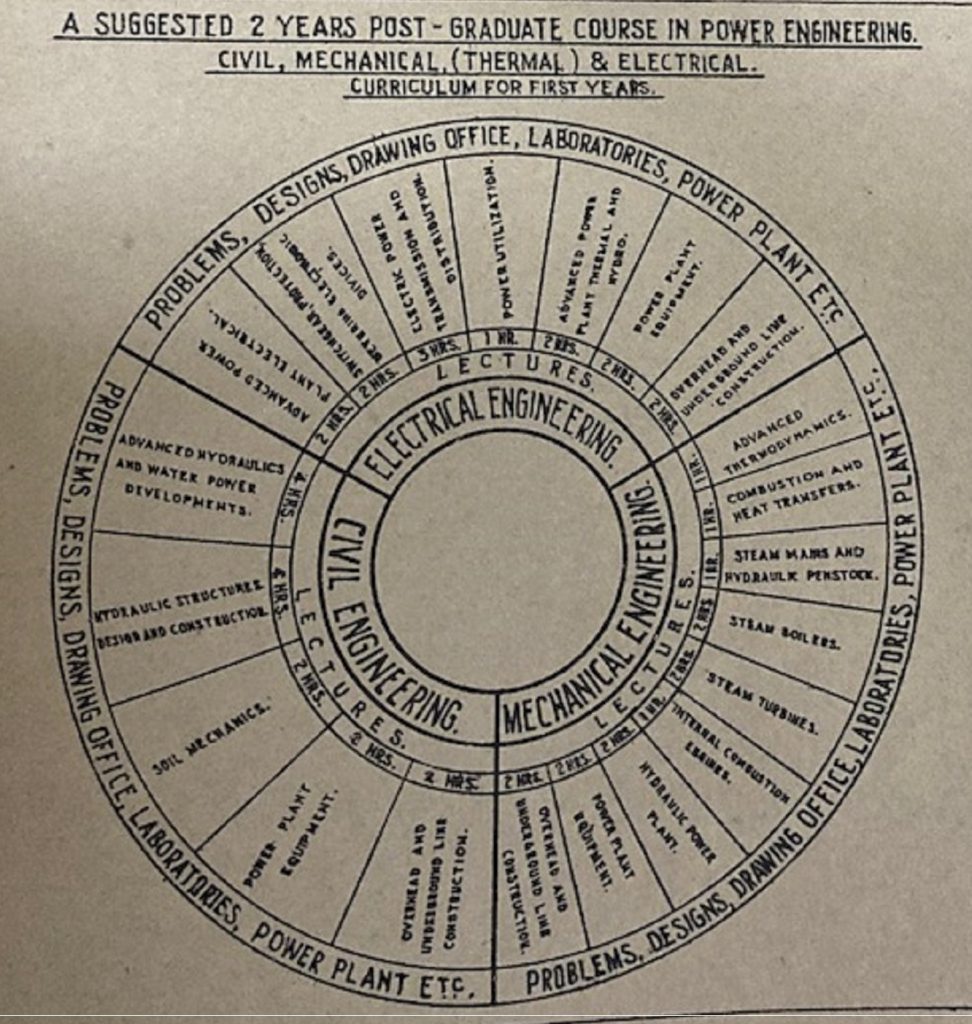 A SUGGESTED 2 YEARS POST-GRADUATE COURSE IN POWER ENGINEERING.
CIVIL, MECHANICAL, (THERMAL) & ELECTRICAL.
CURRICULUM FOR FIRST YEARS.
PROBLEMS, DESIGNS, DRAWING OFFICE, LABORATORIES, POWER PLANT ETC
ADVANCED POWER
PLANT ELECTRICAL.
2 HRS.
SWITCHGEAR, PROTECTION
METERING ELECTRONIC
DIVICES.
2 HRS.
ELECTRIC POWER
TRANSMISSION AND
DISTRIBUTION.
3 HRS.
POWER UTILIZATION.
1 HR.
ADVANCED POWER
PLANT THERMAL AND
HYDRO.
2 HRS.
POWER PLANT
EQUIPMENT.
2 HRS.
OVERHEAD AND
UNDERGROUND LINE
CONSTRUCTION.
2 HRS.
LECTURES.
ELECTRICAL ENGINEERING.
PROBLEMS, DESIGNS, DRAWING OFFICE, LABORATORIES, POWER PLANT ETC.
ADVANCED
THERMODYNAMICS.
1 HR.
COMBUSTION AND
HEAT TRANSFERS.
1 HR.
STEAM MAINS AND
HYDRAULIK PENSTOCK.
1 HR.
STEAM BOILERS.
2 HRS
STEAM TURBINES.
2 HRS.
INTERNAL COMBUSTION
ENGINES.
1 HR.
HYDRAULIC POWER
PLANT.
2 HRS
POWER PLANT
EQUIPMENT.
2 HRS.
OVERHEAD AND
UNDERGROUND LINE
CONSTRUCTION.
2 HRS.
LECTURES.
MECHANICAL ENGINEERING.
PROBLEMS, DESIGNS, DRAWING OFFICE, LABORATORIES, POWER PLANT ETC.
ADVANCED HYDRAULICS
AND WATER POWER
DEVELOPMENTS.
4 HRS.
HYDRAULIC STRUCTURES
DESIGN AND CONSTRUCTION.
4 HRS.
SOIL MECHANICS.
2 HRS.
POWER PLANT
EQUIPMENT.
2 HRS.
OVERHEAD AND
UNDERGROUND LINE
CONSTRUCTION.
2 HRS.
LECTURES.
CIVIL ENGINEERING.